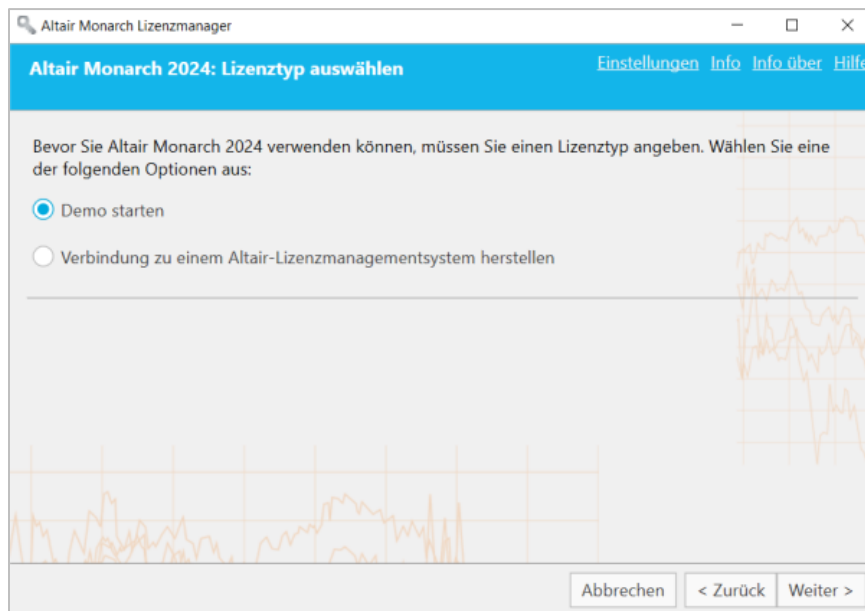 Altair Monarch Lizenzmanager
Altair Monarch 2024: Lizenztyp auswählen
Einstellungen Info Info über Hilfe
Bevor Sie Altair Monarch 2024 verwenden können, müssen Sie einen Lizenztyp angeben. Wählen Sie eine
der folgenden Optionen aus:
Demo starten
Verbindung zu einem Altair-Lizenzmanagementsystem herstellen
Abbrechen < Zurück Weiter >